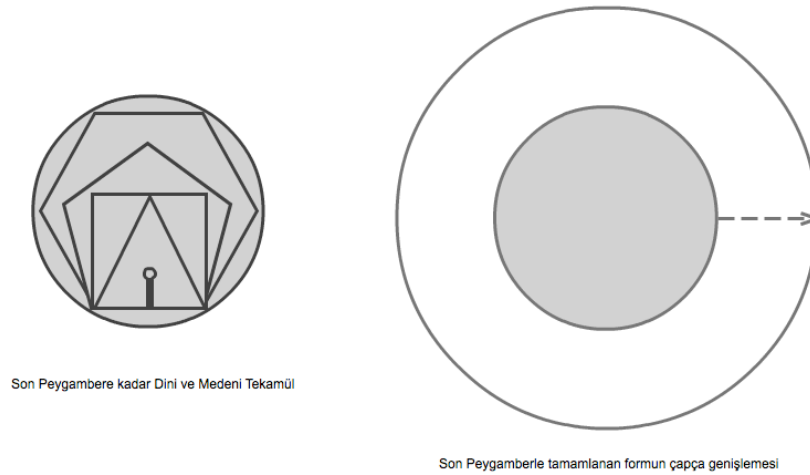 Son Peygambere kadar Dini ve Medeni Tekamül
Son Peygamberle tamamlanan formun çapça genişlemesi